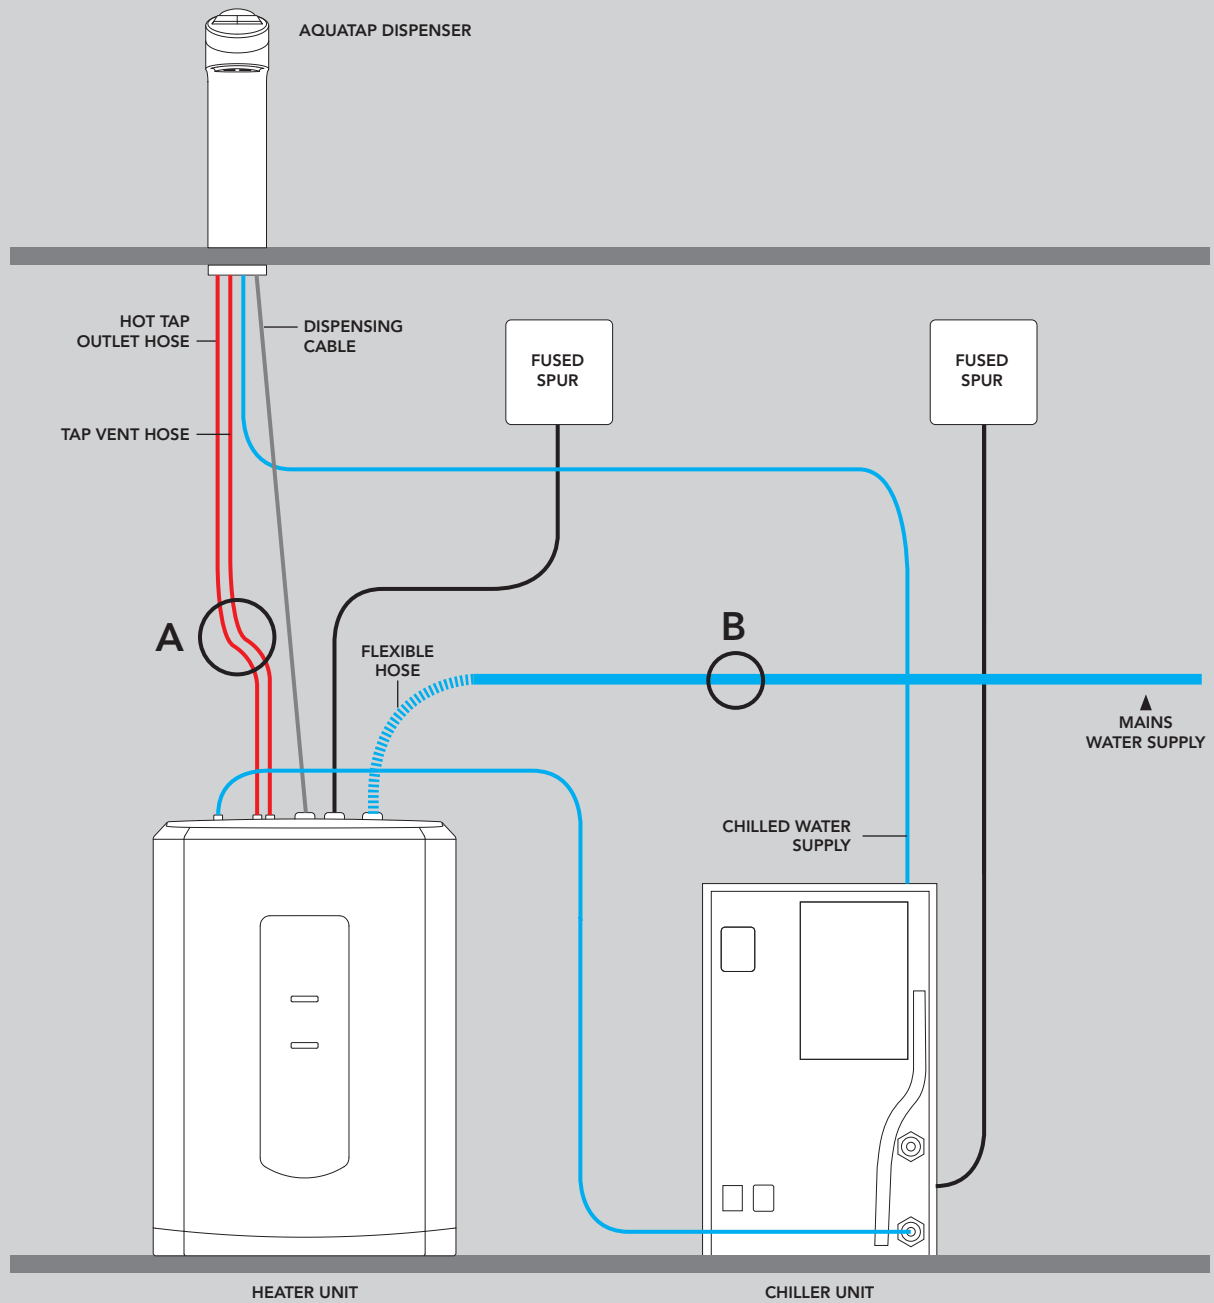 AQUATAP DISPENSER
HOT TAP
OUTLET HOSE
DISPENSING
CABLE
FUSED
SPUR
FUSED
SPUR
TAP VENT HOSE
A
B
FLEXIBLE
HOSE
MAINS
WATER SUPPLY
CHILLED WATER
SUPPLY
HEATER UNIT
CHILLER UNIT